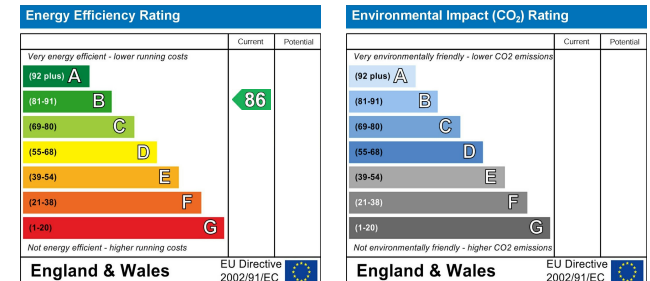 Energy Efficiency Rating
Current Potential
Very energy efficient - lower running costs
(92 plus) A
(81-91) B 86
(69-80) C
(55-68) D
(39-54) E
(21-38) F
(1-20) G
Not energy efficient - higher running costs
England & Wales
EU Directive
2002/91/EC
Environmental Impact (CO₂) Rating
Current Potential
Very environmentally friendly - lower CO2 emissions
(92 plus) A
(81-91) B
(69-80) C
(55-68) D
(39-54) E
(21-38) F
(1-20) G
Not environmentally friendly - higher CO2 emissions
England & Wales
EU Directive
2002/91/EC